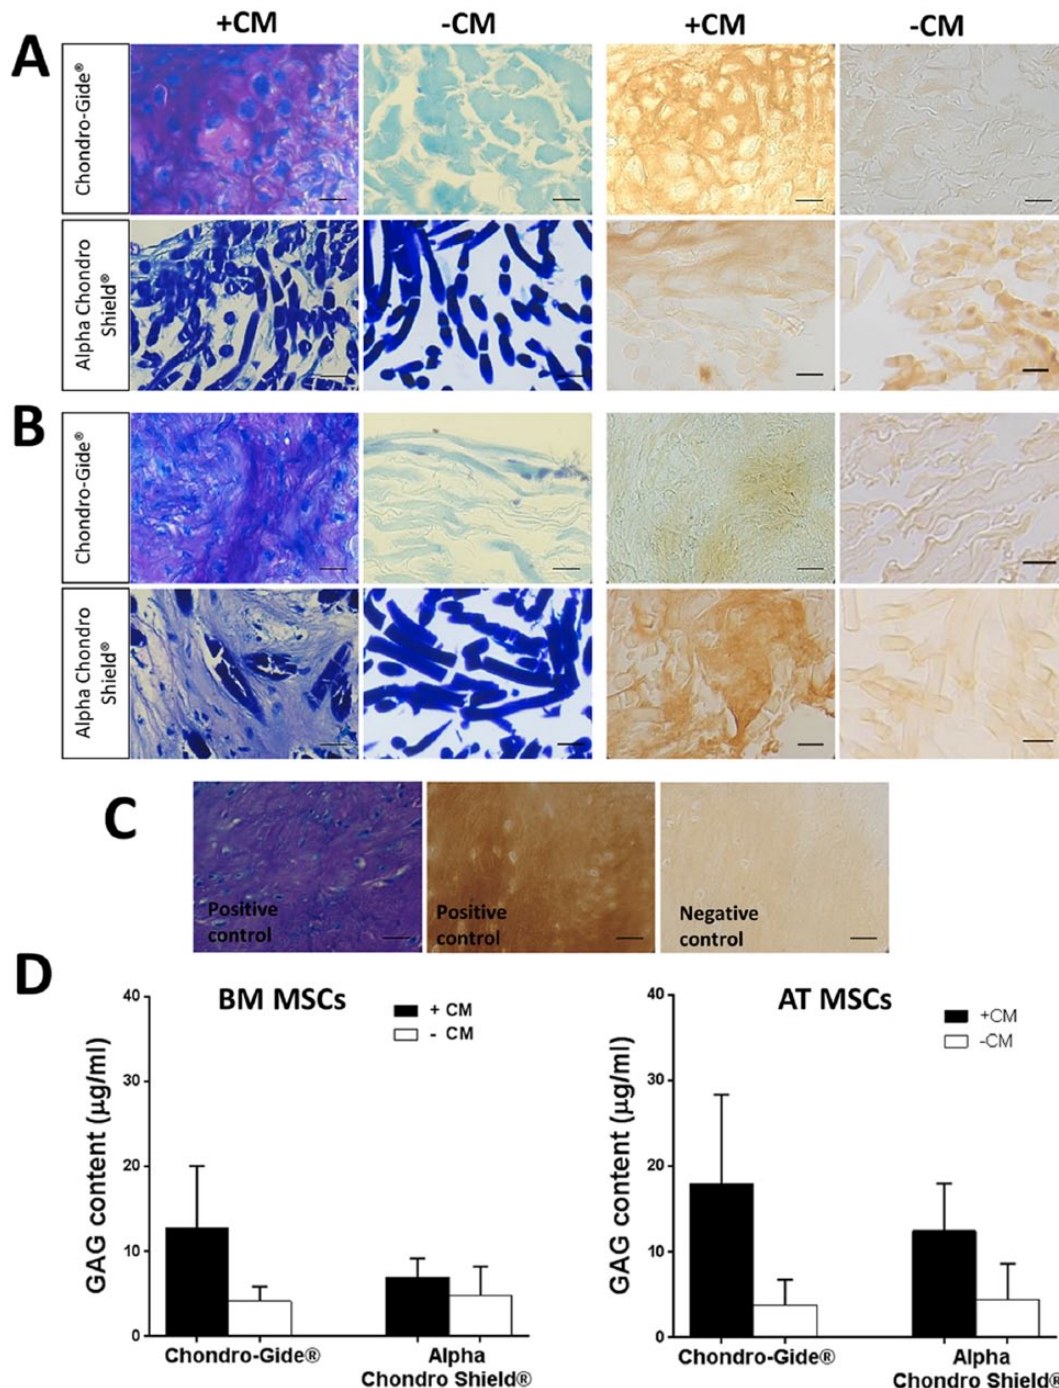 +CM -CM +CM -CM
A
Chondro-Gide®
Alpha Chondro
Shield®
B
Chondro-Gide®
Alpha Chondro
Shield®
C
Positive
control
Positive
control
Negative
control
D
BM MSCs
GAG content (µg/ml)
40
30
20
10
0
+ CM
- CM
Chondro-Gide®
Alpha
Chondro Shield®
AT MSCs
GAG content (µg/ml)
40
30
20
10
0
+CM
-CM
Chondro-Gide®
Alpha
Chondro Shield®